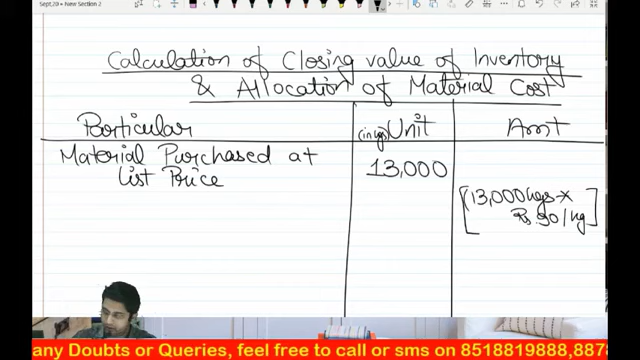 Sept,20 - New Section 2
Calculation of Closing value of Inventory
& Allocation of Material Cost
Particular (in kgs) Unit Amt
Material Purchased at 13,000
List Price
[13,000kgs x
Rs.90/kg]
any Doubts or Queries, feel free to call or sms on 8518819888, 887